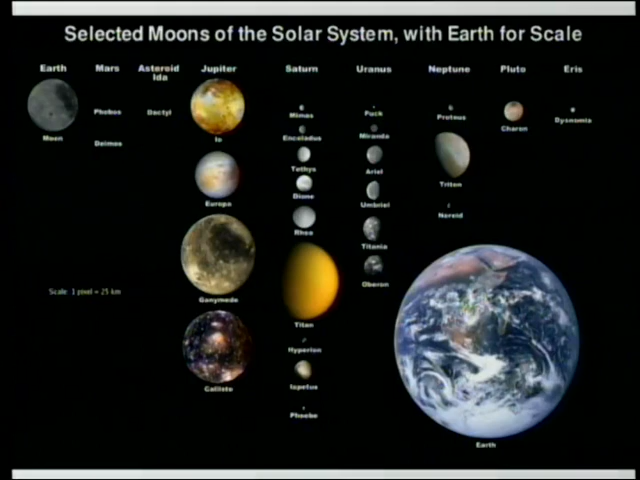 Selected Moons of the Solar System, with Earth for Scale
Earth Mars Asteroid Jupiter Saturn Uranus Neptune Pluto Eris
Ida
Moon
Phobos
Deimos
Dactyl
Io
Europa
Ganymede
Callisto
Mimas
Enceladus
Tethys
Dione
Rhea
Titan
Hyperion
Iapetus
Phoebe
Puck
Miranda
Ariel
Umbriel
Titania
Oberon
Proteus
Triton
Nereid
Charon
Dysnomia
Scale: 1 pixel = 25 km
Earth